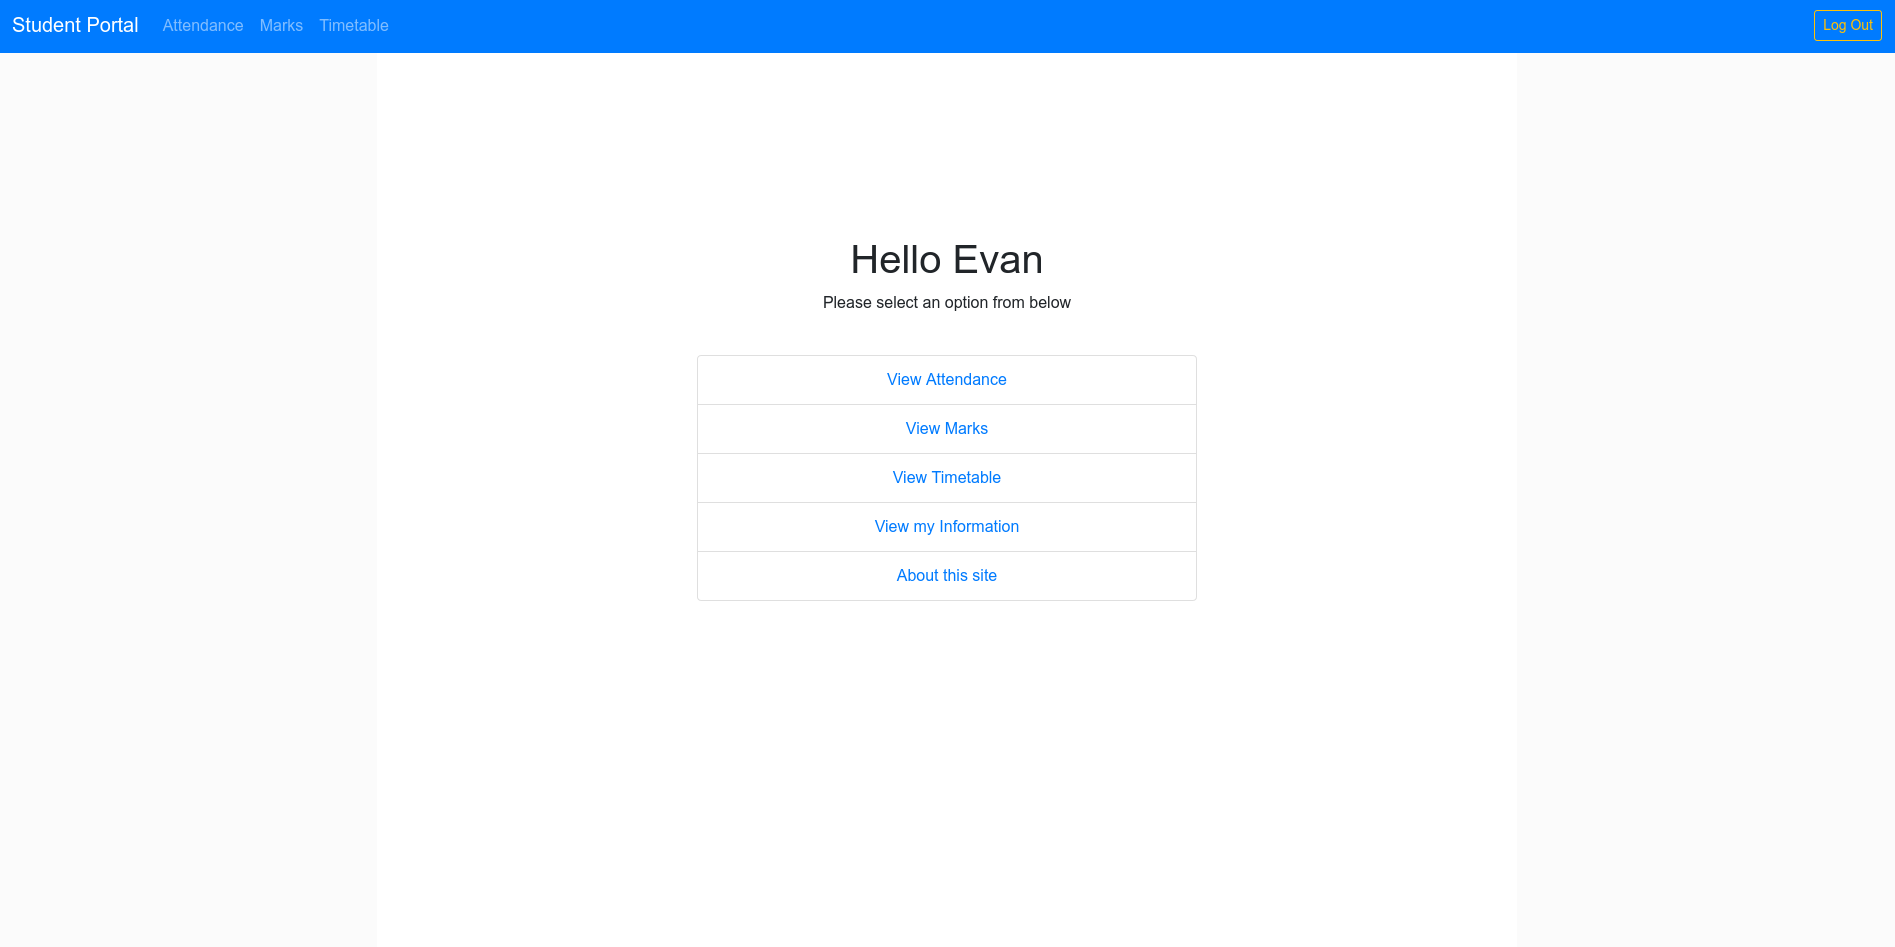 Student Portal Attendance Marks Timetable Log Out
Hello Evan
Please select an option from below
View Attendance
View Marks
View Timetable
View my Information
About this site